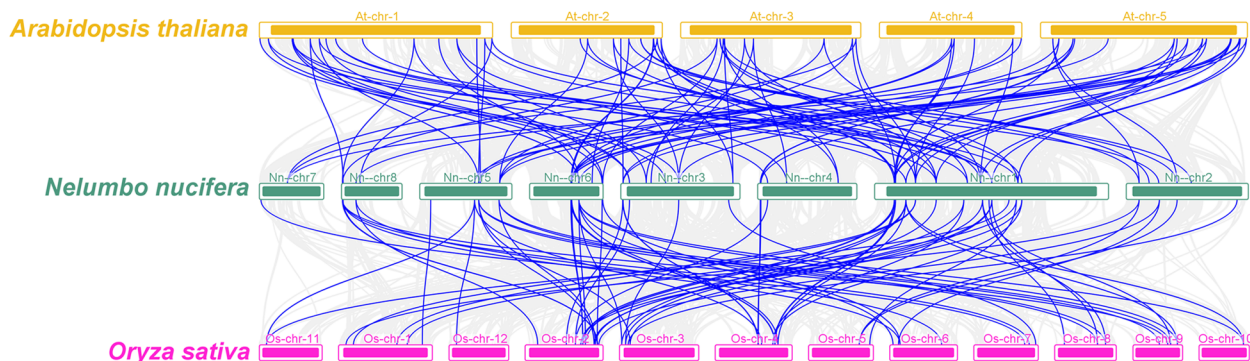 Arabidopsis thaliana At-chr-1 At-chr-2 At-chr-3 At-chr-4 At-chr-5
Nelumbo nucifera Nn--chr7 Nn--chr8 Nn--chr5 Nn--chr6 Nn--chr3 Nn--chr4 Nn--chr1 Nn--chr2
Oryza sativa Os-chr-11 Os-chr-1 Os-chr-12 Os-chr-2 Os-chr-3 Os-chr-4 Os-chr-5 Os-chr-6 Os-chr-7 Os-chr-8 Os-chr-9